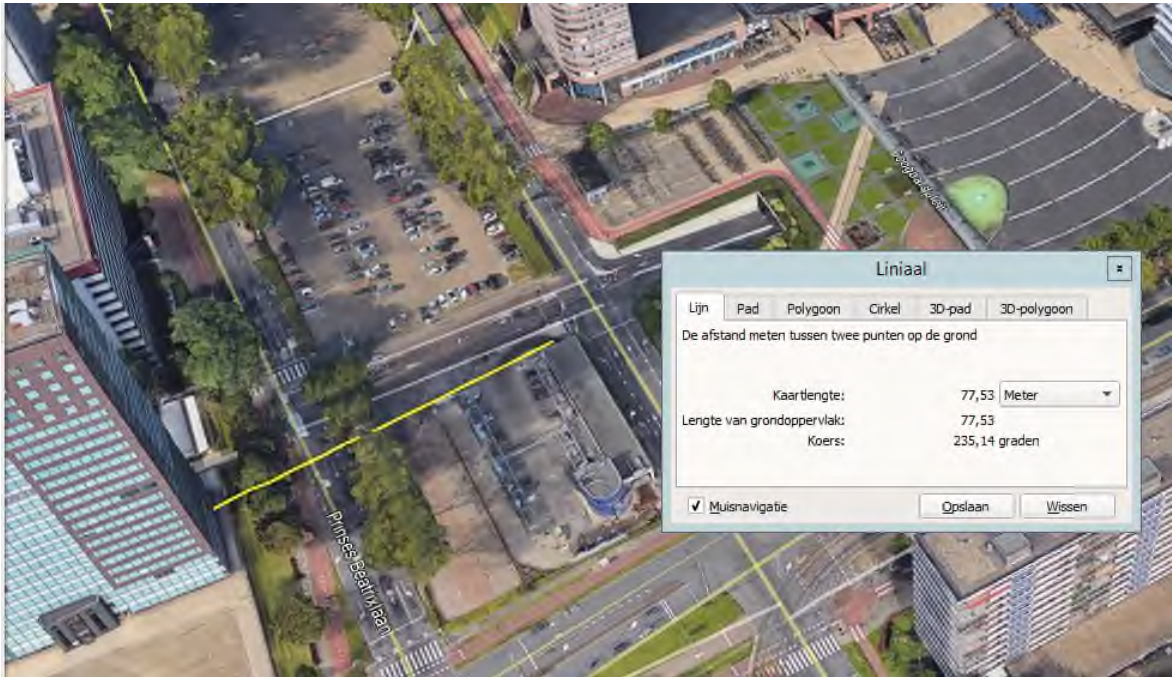 Liniaal
Lijn Pad Polygoon Cirkel 3D-pad 3D-polygoon
De afstand meten tussen twee punten op de grond
Kaartlengte: 77,53 Meter
Lengte van grondoppervlak: 77,53
Koers: 235,14 graden
Muisnavigatie Opslaan Wissen
Prinses Beatrixlaan